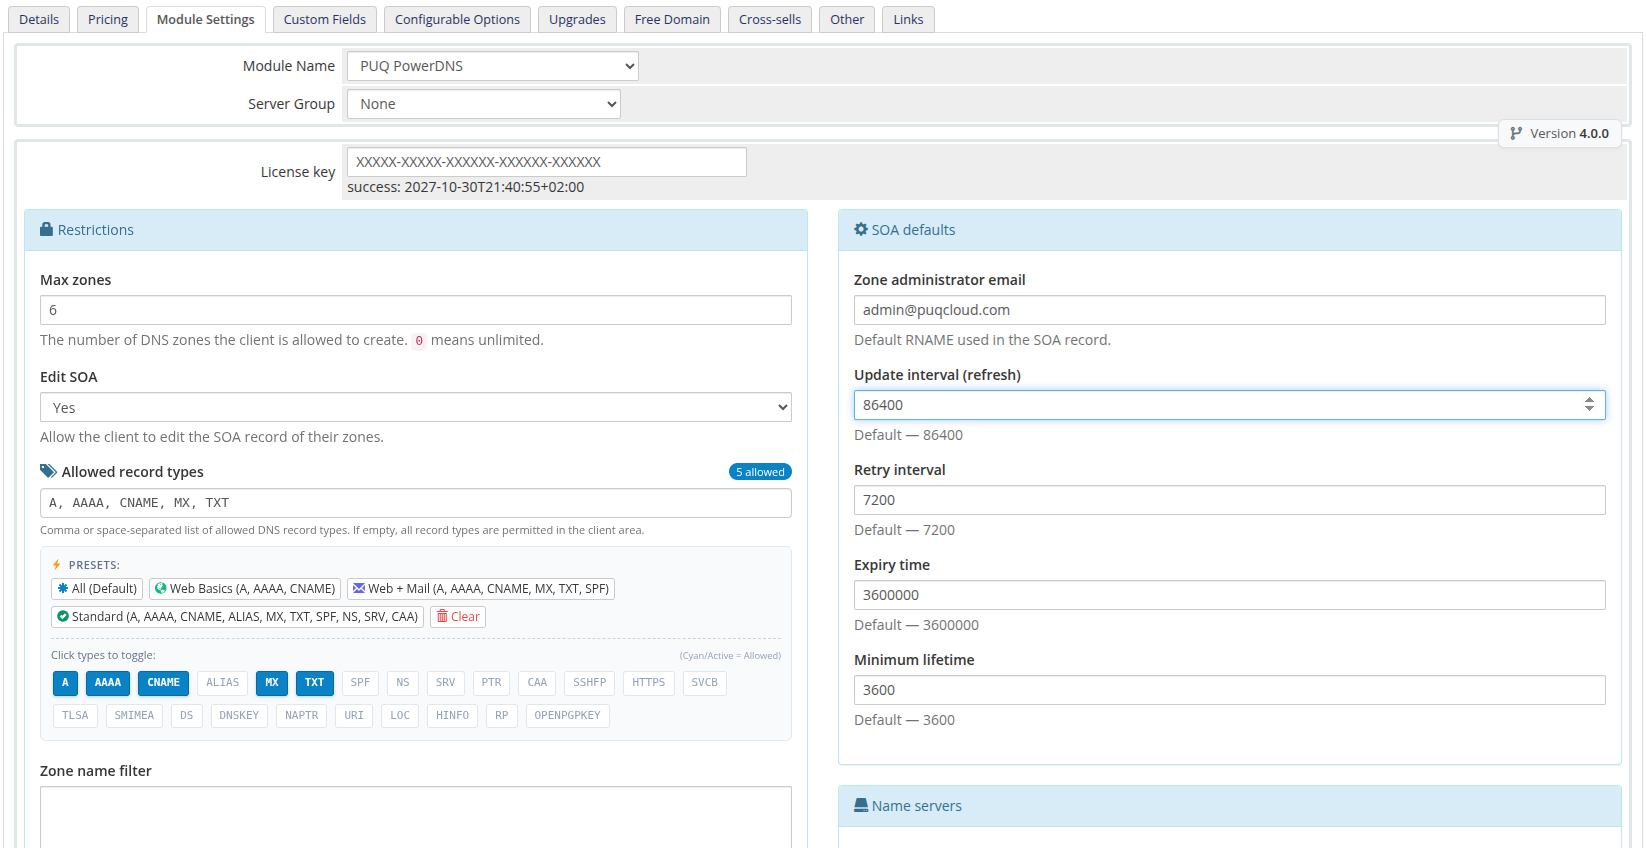 Details Pricing Module Settings Custom Fields Configurable Options Upgrades Free Domain Cross-sells Other Links
Module Name PUQ PowerDNS
Server Group None
Version 4.0.0
License key XXXXX-XXXXX-XXXXXX-XXXXXX-XXXXXX
success: 2027-10-30T21:40:55+02:00
Restrictions
Max zones
6
The number of DNS zones the client is allowed to create. 0 means unlimited.
Edit SOA
Yes
Allow the client to edit the SOA record of their zones.
Allowed record types 5 allowed
A, AAAA, CNAME, MX, TXT
Comma or space-separated list of allowed DNS record types. If empty, all record types are permitted in the client area.
PRESETS:
All (Default) Web Basics (A, AAAA, CNAME) Web + Mail (A, AAAA, CNAME, MX, TXT, SPF)
Standard (A, AAAA, CNAME, ALIAS, MX, TXT, SPF, NS, SRV, CAA) Clear
Click types to toggle: (Cyan/Active = Allowed)
A AAAA CNAME ALIAS MX TXT SPF NS SRV PTR CAA SSHFP HTTPS SVCB
TLSA SMIMEA DS DNSKEY NAPTR URI LOC HINFO RP OPENPGPKEY
Zone name filter
SOA defaults
Zone administrator email
admin@puqcloud.com
Default RNAME used in the SOA record.
Update interval (refresh)
86400
Default — 86400
Retry interval
7200
Default — 7200
Expiry time
3600000
Default — 3600000
Minimum lifetime
3600
Default — 3600
Name servers